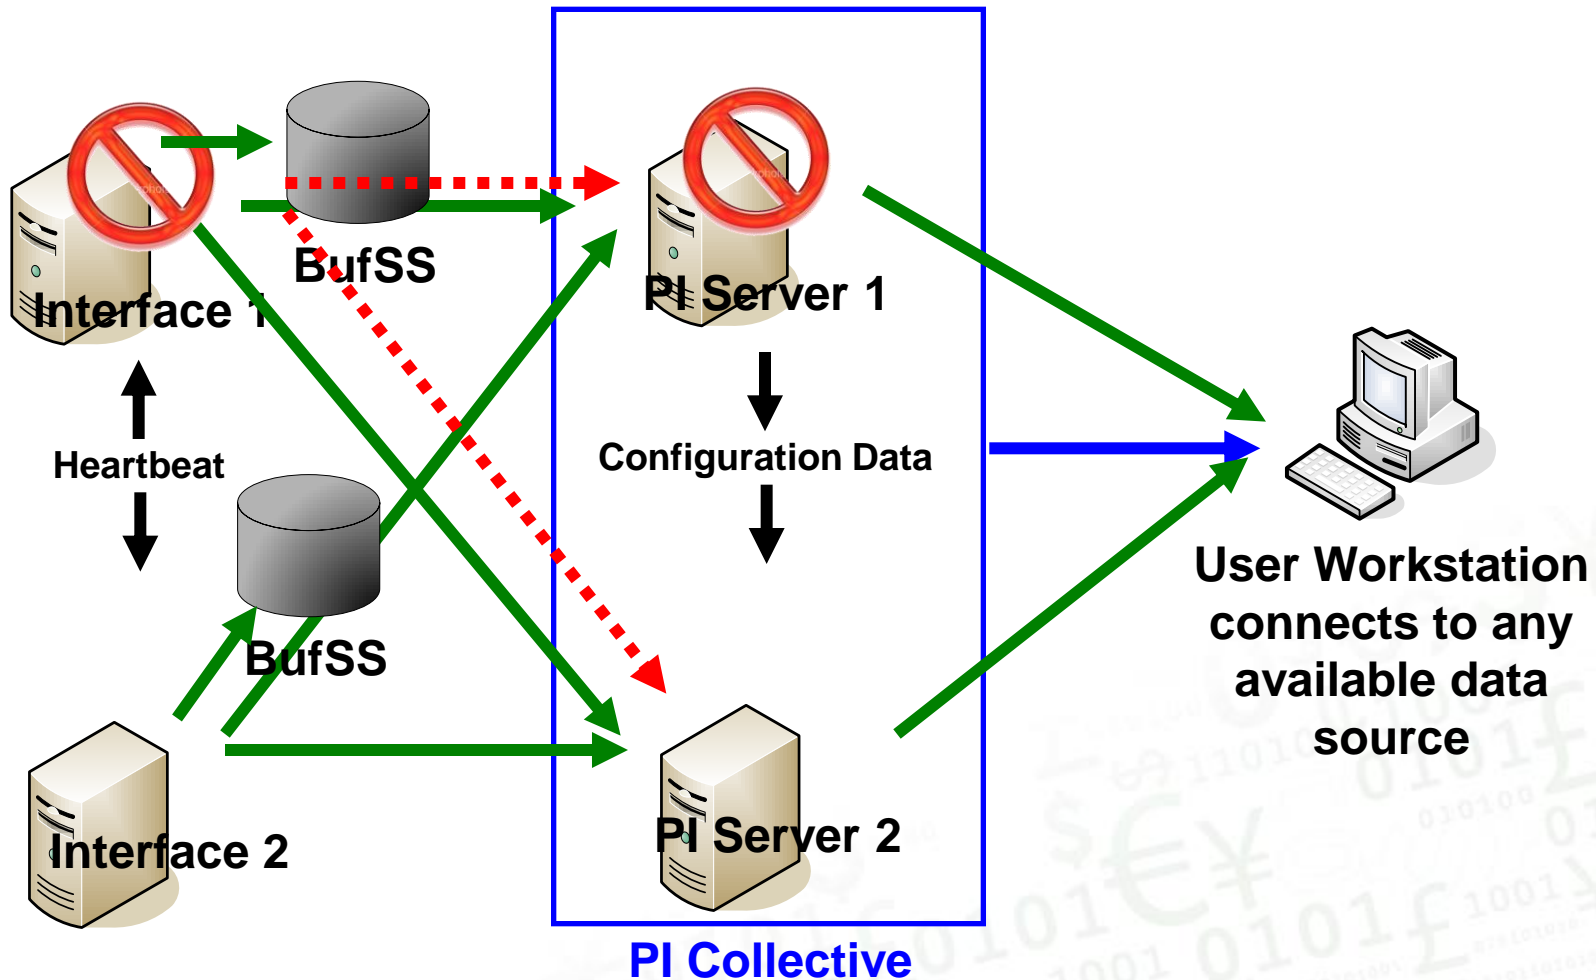 BufSS
Interface 1
PI Server 1
Heartbeat
Configuration Data
BufSS
User Workstation
connects to any
available data
source
Interface 2
PI Server 2
PI Collective